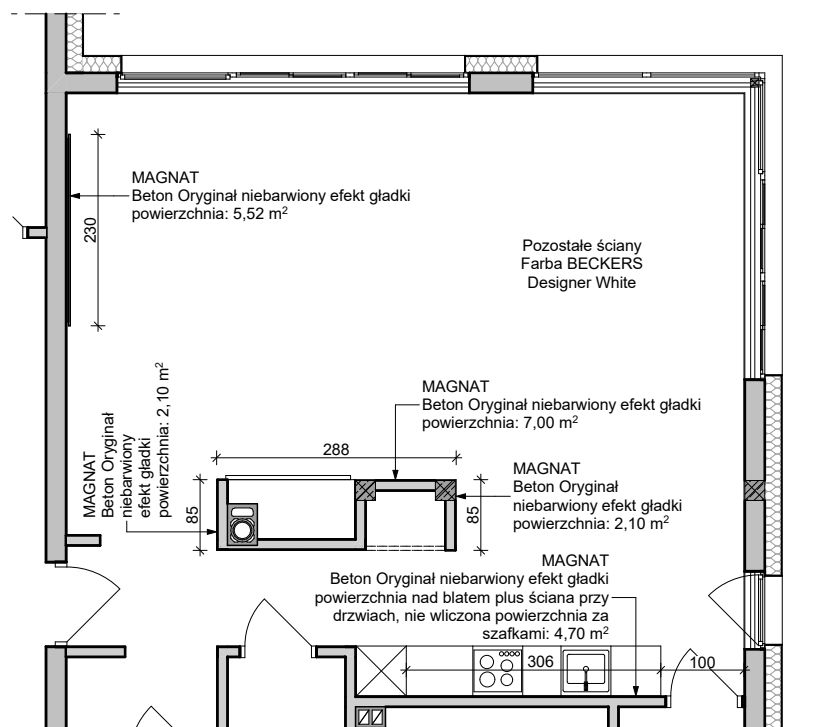 MAGNAT
Beton Oryginał niebarwiony efekt gładki
powierzchnia: 5,52 m²
230
Pozostałe ściany
Farba BECKERS
Designer White
MAGNAT
Beton Oryginał
niebarwiony
efekt gładki
powierzchnia: 2,10 m²
MAGNAT
Beton Oryginał niebarwiony efekt gładki
powierzchnia: 7,00 m²
288
85
85
MAGNAT
Beton Oryginał
niebarwiony efekt gładki
powierzchnia: 2,10 m²
MAGNAT
Beton Oryginał niebarwiony efekt gładki
powierzchnia nad blatem plus ściana przy
drzwiach, nie wliczona powierzchnia za
szafkami: 4,70 m²
306
100